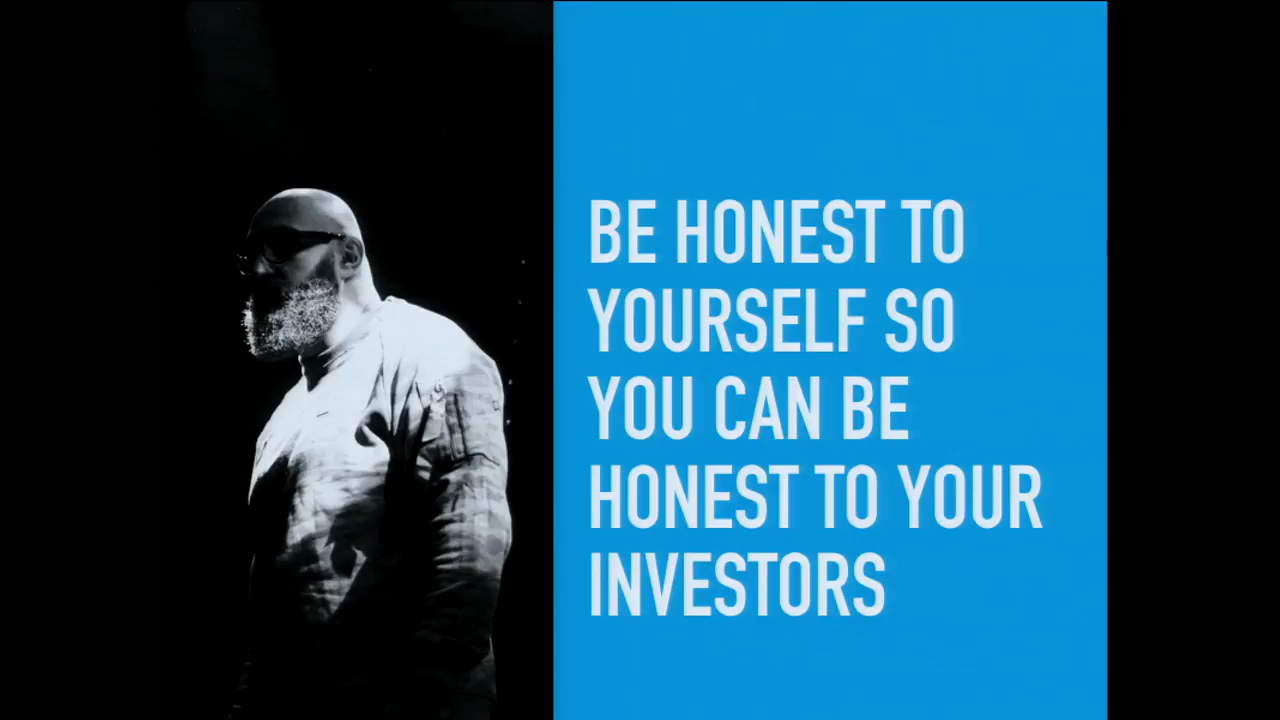 BE HONEST TO
YOURSELF SO
YOU CAN BE
HONEST TO YOUR
INVESTORS